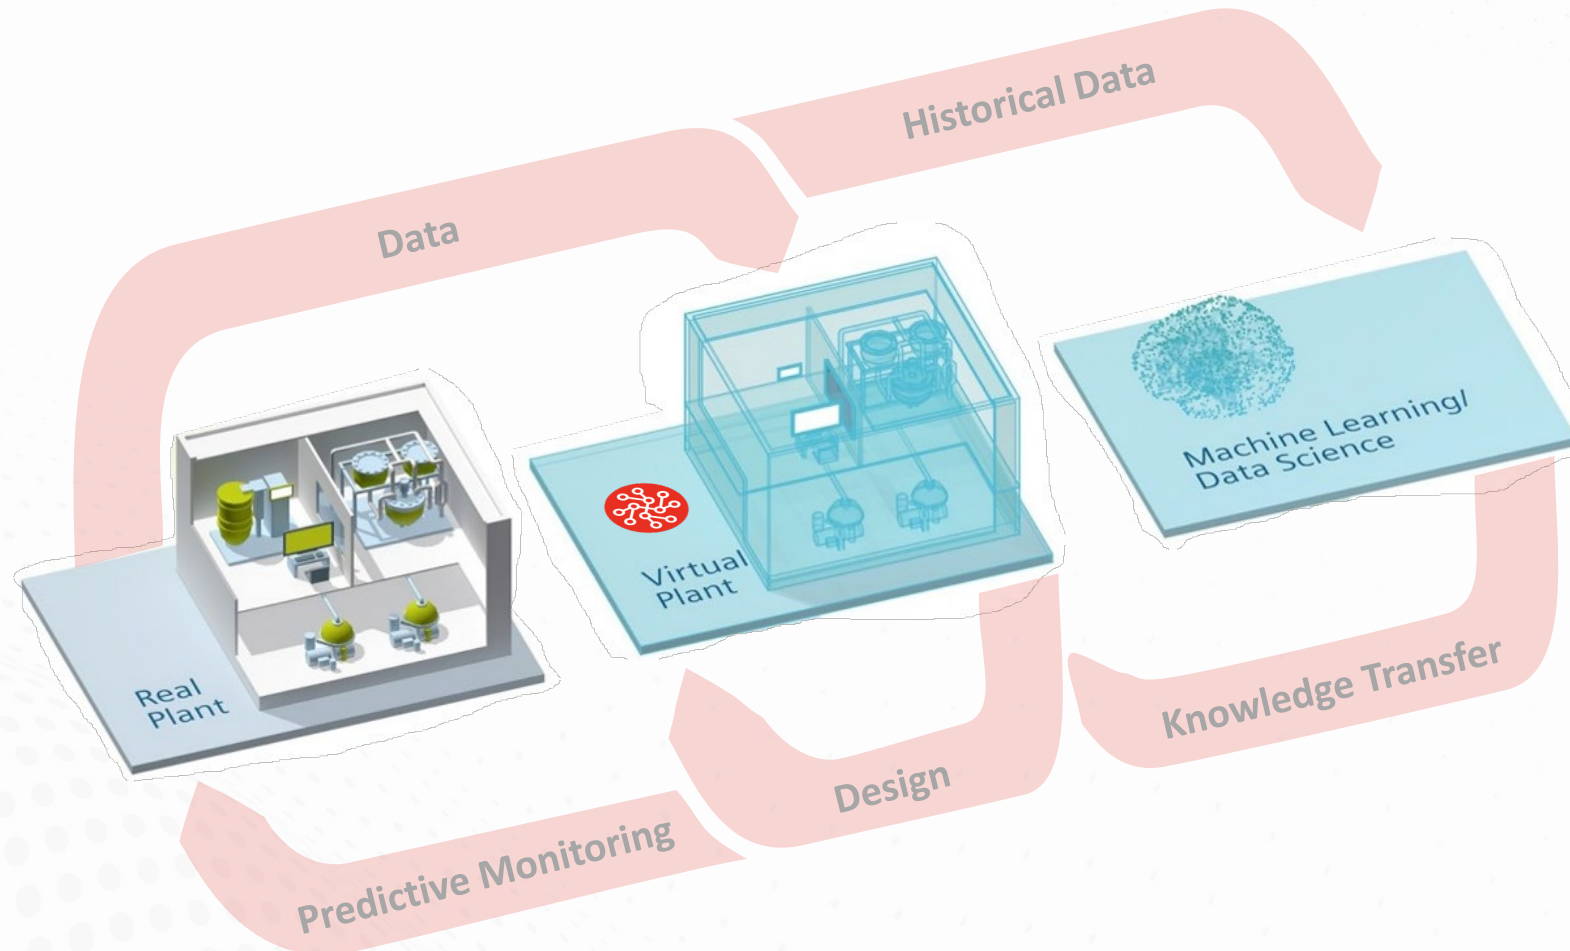 Historical Data
Data
Machine Learning/
Data Science
Virtual
Plant
Real
Plant
Knowledge Transfer
Design
Predictive Monitoring